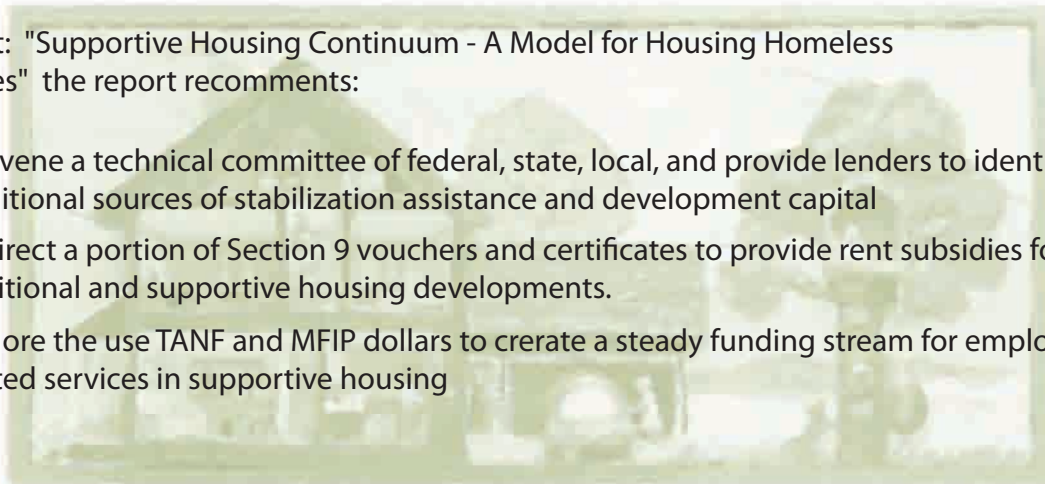 t: "Supportive Housing Continuum - A Model for Housing Homeless
es" the report recomments:
vene a technical committee of federal, state, local, and provide lenders to ident
itional sources of stabilization assistance and development capital
irect a portion of Section 9 vouchers and certificates to provide rent subsidies fo
itional and supportive housing developments.
ore the use TANF and MFIP dollars to crerate a steady funding stream for emplo
ted services in supportive housing